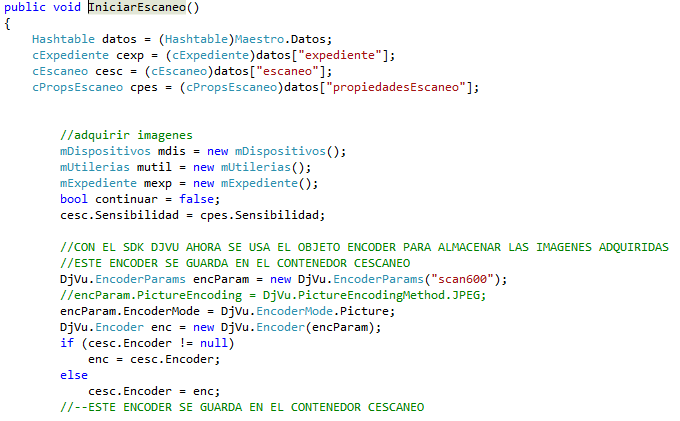 public void IniciarEscaneo()
{
Hashtable datos = (Hashtable)Maestro.Datos;
cExpediente cexp = (cExpediente)datos["expediente"];
cEscaneo cesc = (cEscaneo)datos["escaneo"];
cPropsEscaneo cpes = (cPropsEscaneo)datos["propiedadesEscaneo"];
//adquirir imagenes
mDispositivos mdis = new mDispositivos();
mUtilerias mutil = new mUtilerias();
mExpediente mexp = new mExpediente();
bool continuar = false;
cesc.Sensibilidad = cpes.Sensibilidad;
//CON EL SDK DJVU AHORA SE USA EL OBJETO ENCODER PARA ALMACENAR LAS IMAGENES ADQUIRIDAS
//ESTE ENCODER SE GUARDA EN EL CONTENEDOR CESCANEO
DjVu.EncoderParams encParam = new DjVu.EncoderParams("scan600");
//encParam.PictureEncoding = DjVu.PictureEncodingMethod.JPEG;
encParam.EncoderMode = DjVu.EncoderMode.Picture;
DjVu.Encoder enc = new DjVu.Encoder(encParam);
if (cesc.Encoder != null)
enc = cesc.Encoder;
else
cesc.Encoder = enc;
//--ESTE ENCODER SE GUARDA EN EL CONTENEDOR CESCANEO